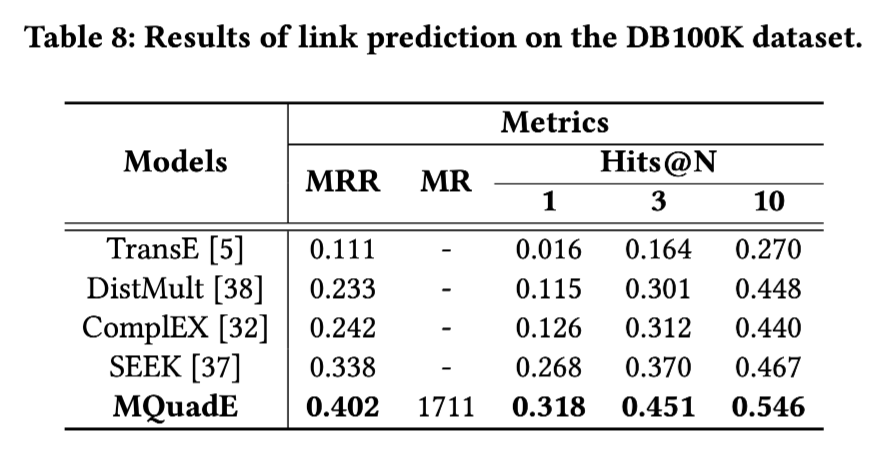 Table 8: Results of link prediction on the DB100K dataset.
Models Metrics
MRR MR Hits@N
1 3 10
TransE [5] 0.111 - 0.016 0.164 0.270
DistMult [38] 0.233 - 0.115 0.301 0.448
ComplEX [32] 0.242 - 0.126 0.312 0.440
SEEK [37] 0.338 - 0.268 0.370 0.467
MQuadE 0.402 1711 0.318 0.451 0.546